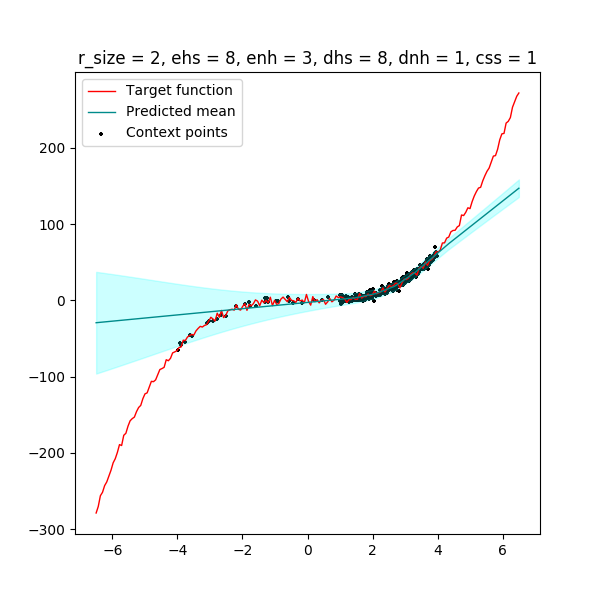 r_size = 2, ehs = 8, enh = 3, dhs = 8, dnh = 1, css = 1
Target function
Predicted mean
Context points
200
100
0
−100
−200
−300
−6 −4 −2 0 2 4 6